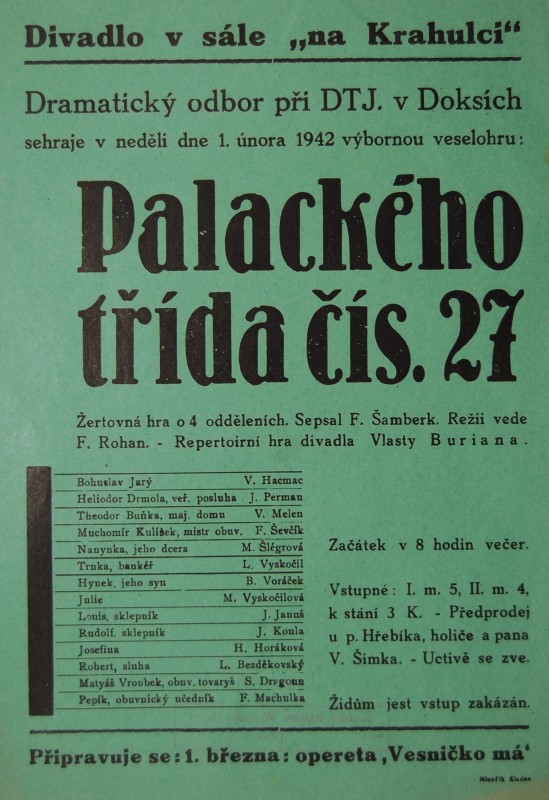 Divadlo v sále „na Krahulci“
Dramatický odbor při DTJ. v Doksích
sehraje v neděli dne 1. února 1942 výbornou veselohru:
Palackého
třída čís. 27
Žertovná hra o 4 odděleních. Sepsal F. Šamberk. Režii vede
F. Rohan. - Repertoirní hra divadla Vlasty Buriana.
Bohuslav Jarý V. Hacmac
Heliodor Drmola, veř. posluha J. Perman
Theodor Buňka, maj. domu V. Melen
Muchomír Kulíšek, mistr obuv. F. Ševčík
Nanynka, jeho dcera M. Šlégrová
Trnka, bankéř L. Vyskočil
Hynek, jeho syn B. Voráček
Julie M. Vyskočilová
Louis, sklepník J. Januš
Rudolf. sklepník J. Koula
Josefina H. Horáková
Robert, sluha L. Bezděkovský
Matyáš Vroubek, obuv. tovaryš S. Dragoun
Pepík, obuvnický učedník F. Machulka
Začátek v 8 hodin večer.
Vstupné: I. m. 5, II. m. 4,
k stání 3 K. - Předprodej
u p. Hřebíka, holiče a pana
V. Šimka. - Uctivě se zve.
Židům jest vstup zakázán.
Připravuje se: 1. března: opereta ‚Vesničko má‘
Kladno